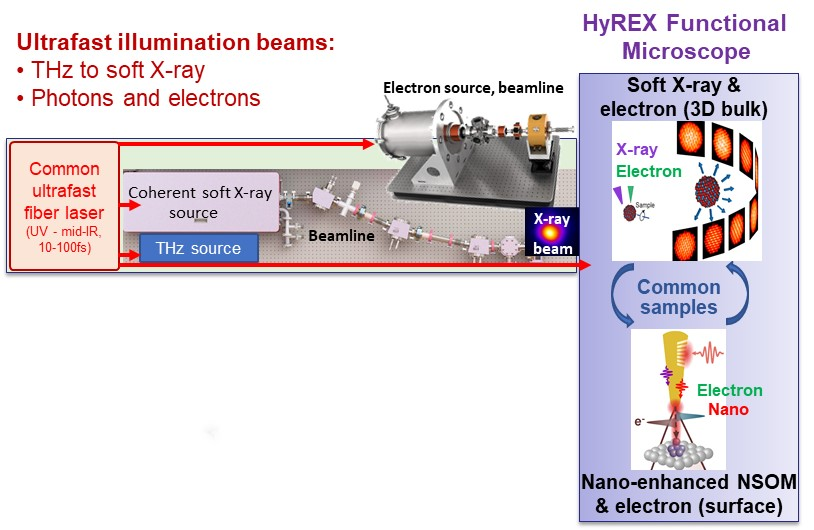 Ultrafast illumination beams:
• THz to soft X-ray
• Photons and electrons
HyREX Functional
Microscope
Electron source, beamline
Common
ultrafast
fiber laser
(UV - mid-IR,
10-100fs)
Coherent soft X-ray
source
THz source
Beamline
X-ray
beam
Soft X-ray &
electron (3D bulk)
X-ray
Electron
Sample
Common
samples
Electron
Nano
e-
Nano-enhanced NSOM
& electron (surface)